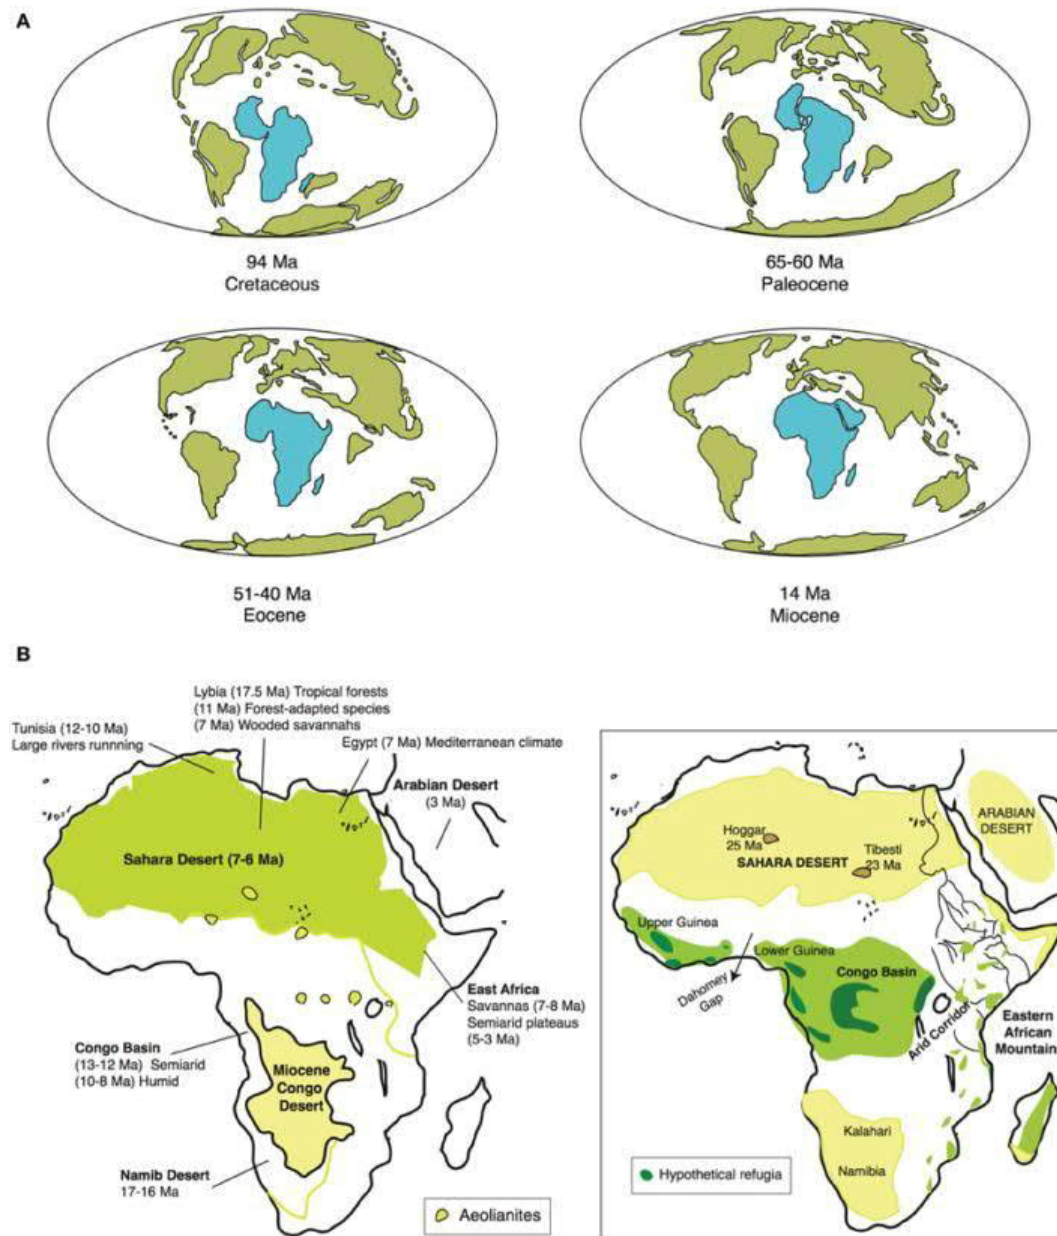 A
94 Ma
Cretaceous
65-60 Ma
Paleocene
51-40 Ma
Eocene
14 Ma
Miocene
B
Lybia (17.5 Ma) Tropical forests
(11 Ma) Forest-adapted species
(7 Ma) Wooded savannahs
Tunisia (12-10 Ma)
Large rivers runnning
Egypt (7 Ma) Mediterranean climate
Arabian Desert
(3 Ma)
Sahara Desert (7-6 Ma)
East Africa
Savannas (7-8 Ma)
Semiarid plateaus
(5-3 Ma)
Congo Basin
(13-12 Ma) Semiarid
(10-8 Ma) Humid
Miocene
Congo
Desert
Namib Desert
17-16 Ma
Aeolianites
ARABIAN
DESERT
Hoggar
25 Ma
Tibesti
23 Ma
SAHARA DESERT
Upper Guinea
Lower Guinea
Dahomey
Gap
Congo Basin
Arid Corridor
Eastern
African
Mountain
Kalahari
Namibia
Hypothetical refugia